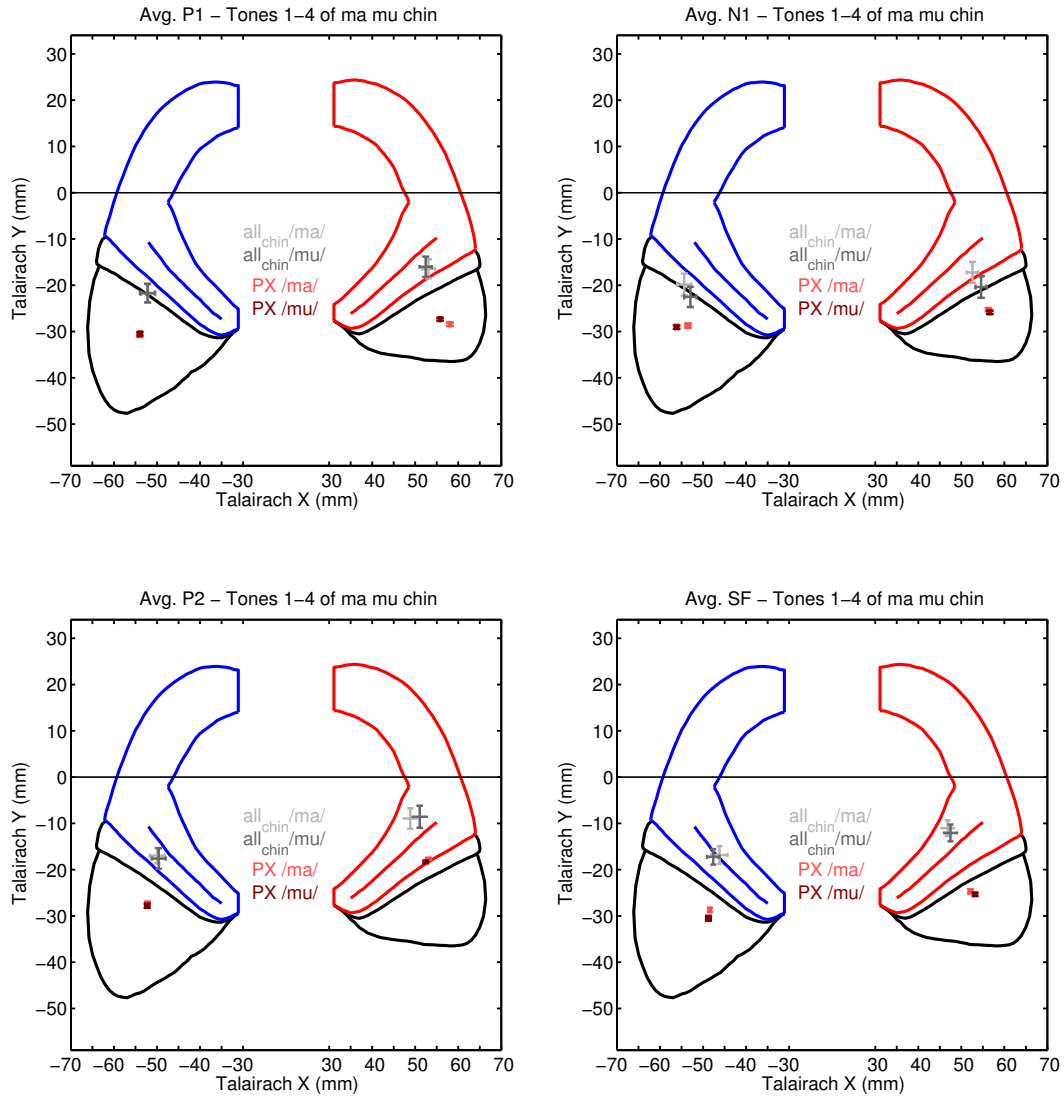 Avg. P1 − Tones 1−4 of ma mu chin
30
20
10
0
−10
−20
−30
−40
−50
Talairach Y (mm)
all_chin/ma/
all_chin/mu/
PX /ma/
PX /mu/
−70 −60 −50 −40 −30 30 40 50 60 70
Talairach X (mm)
Avg. N1 − Tones 1−4 of ma mu chin
30
20
10
0
−10
−20
−30
−40
−50
Talairach Y (mm)
all_chin/ma/
all_chin/mu/
PX /ma/
PX /mu/
−70 −60 −50 −40 −30 30 40 50 60 70
Talairach X (mm)
Avg. P2 − Tones 1−4 of ma mu chin
30
20
10
0
−10
−20
−30
−40
−50
Talairach Y (mm)
all_chin/ma/
all_chin/mu/
PX /ma/
PX /mu/
−70 −60 −50 −40 −30 30 40 50 60 70
Talairach X (mm)
Avg. SF − Tones 1−4 of ma mu chin
30
20
10
0
−10
−20
−30
−40
−50
Talairach Y (mm)
all_chin/ma/
all_chin/mu/
PX /ma/
PX /mu/
−70 −60 −50 −40 −30 30 40 50 60 70
Talairach X (mm)